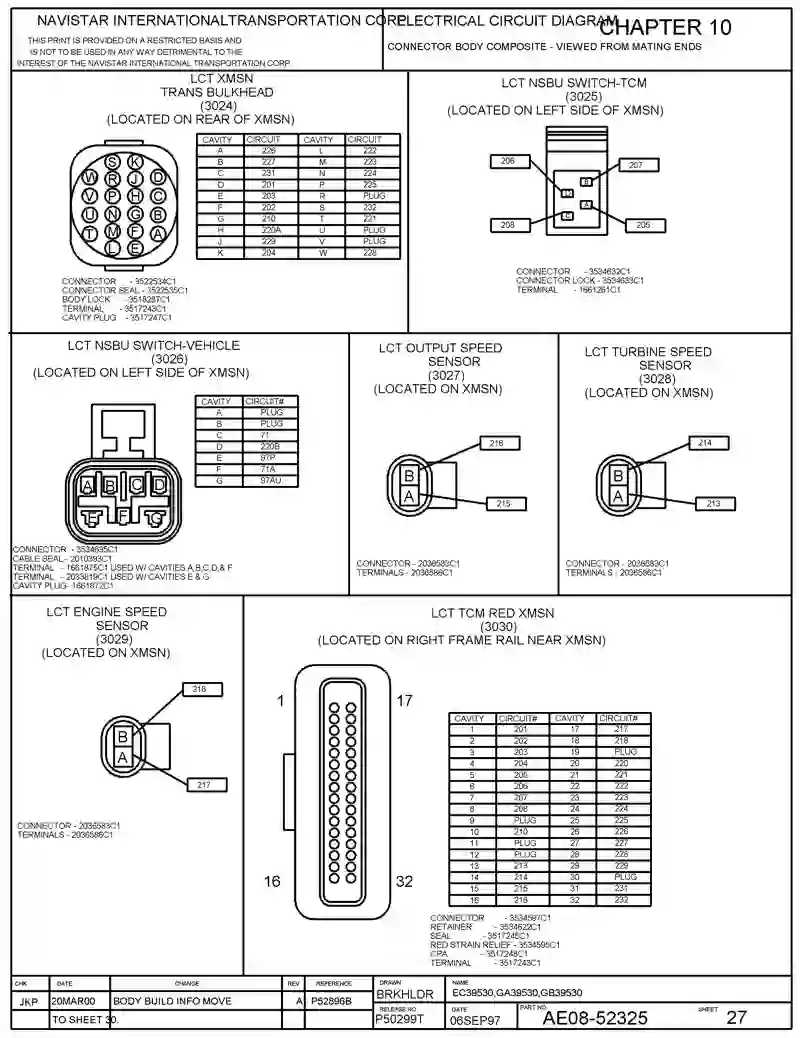 NAVISTAR INTERNATIONALTRANSPORTATION CORP.
ELECTRICAL CIRCUIT DIAGRAM
CHAPTER 10
THIS PRINT IS PROVIDED ON A RESTRICTED BASIS AND
IS NOT TO BE USED IN ANY WAY DETRIMENTAL TO THE
INTEREST OF THE NAVISTAR INTERNATIONAL TRANSPORTATION CORP
CONNECTOR BODY COMPOSITE - VIEWED FROM MATING ENDS
LCT XMSN
TRANS BULKHEAD
(3024)
(LOCATED ON REAR OF XMSN)
S K
W R J D
V P H C
U N G B
T M F A
L E
CAVITY CIRCUIT CAVITY CIRCUIT
A 226 L 222
B 227 M 223
C 231 N 224
D 201 P 225
E 203 R PLUG
F 202 S 232
G 210 T 221
H 220A U PLUG
J 229 V PLUG
K 204 W 228
CONNECTOR - 3522534C1
CONNECTOR SEAL - 3522535C1
BODY LOCK - 3518287C1
TERMINAL - 3517243C1
CAVITY PLUG - 3517247C1
LCT NSBU SWITCH-TCM
(3025)
(LOCATED ON LEFT SIDE OF XMSN)
206
207
B
D
A
C
208
205
CONNECTOR - 3534632C1
CONNECTOR LOCK - 3534633C1
TERMINAL - 1661261C1
LCT NSBU SWITCH-VEHICLE
(3026)
(LOCATED ON LEFT SIDE OF XMSN)
A B C D
E F G
CAVITY CIRCUIT#
A PLUG
B PLUG
C 71
D 220B
E 97P
F 71A
G 97AU
CONNECTOR - 3534635C1
CABLE SEAL - 2010393C1
TERMINAL - 1661875C1 USED W/ CAVITIES A,B,C,D,& F
TERMINAL - 2033819C1 USED W/ CAVITIES E & G
CAVITY PLUG- 1661872C1
LCT OUTPUT SPEED
SENSOR
(3027)
(LOCATED ON XMSN)
216
B
A
215
CONNECTOR - 2036583C1
TERMINALS - 2036586C1
LCT TURBINE SPEED
SENSOR
(3028)
(LOCATED ON XMSN)
214
B
A
213
CONNECTOR - 2036583C1
TERMINALS - 2036586C1
LCT ENGINE SPEED
SENSOR
(3029)
(LOCATED ON XMSN)
218
B
A
217
CONNECTOR - 2036583C1
TERMINALS - 2036586C1
LCT TCM RED XMSN
(3030)
(LOCATED ON RIGHT FRAME RAIL NEAR XMSN)
1 17
16 32
CAVITY CIRCUIT# CAVITY CIRCUIT#
1 201 17 217
2 202 18 218
3 203 19 PLUG
4 204 20 220
5 205 21 221
6 206 22 222
7 207 23 223
8 208 24 224
9 PLUG 25 225
10 210 26 226
11 PLUG 27 227
12 PLUG 28 228
13 213 29 229
14 214 30 PLUG
15 215 31 231
16 216 32 232
CONNECTOR - 3534597C1
RETAINER - 3534622C1
SEAL - 3517245C1
RED STRAIN RELIEF - 3534595C1
CPA - 3517248C1
TERMINAL - 3517243C1
CHK DATE CHANGE REV REFERENCE
JKP 20MAR00 BODY BUILD INFO MOVE A P52896B
TO SHEET 30.
DRAWN
BRKHLDR
NAME
EC39530,GA39530,GB39530
RELEASE NO
P50299T
DATE
06SEP97
PART NO.
AE08-52325
SHEET 27